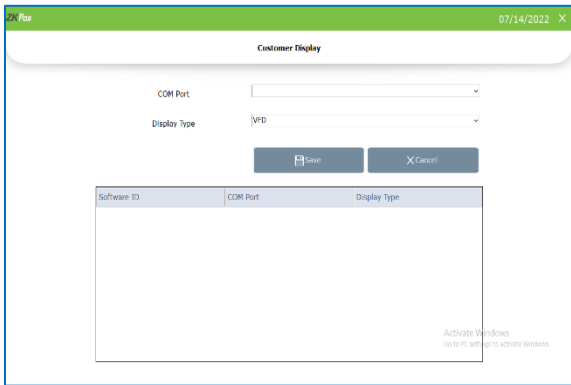 ZKPos 07/14/2022 X
Customer Display
COM Port
Display Type VFD
Save Cancel
Software ID COM Port Display Type
Activate Windows
Go to PC settings to activate Windows.